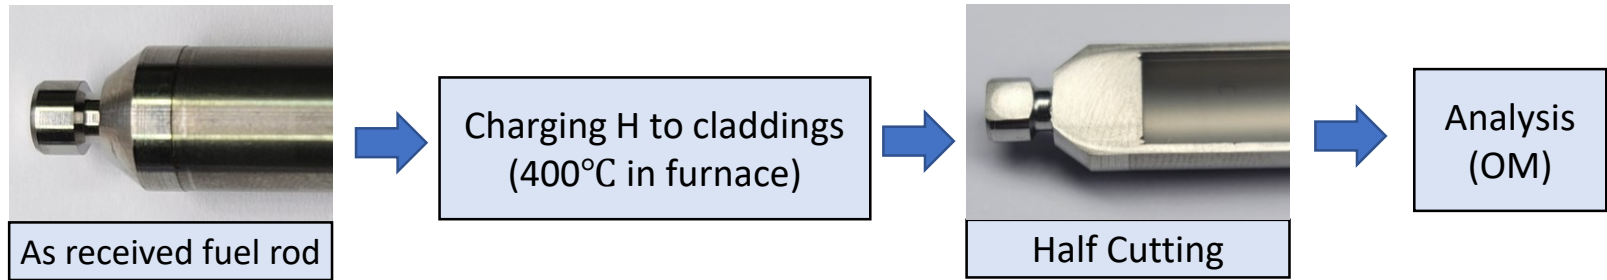 As received fuel rod
Charging H to claddings
(400℃ in furnace)
Half Cutting
Analysis
(OM)